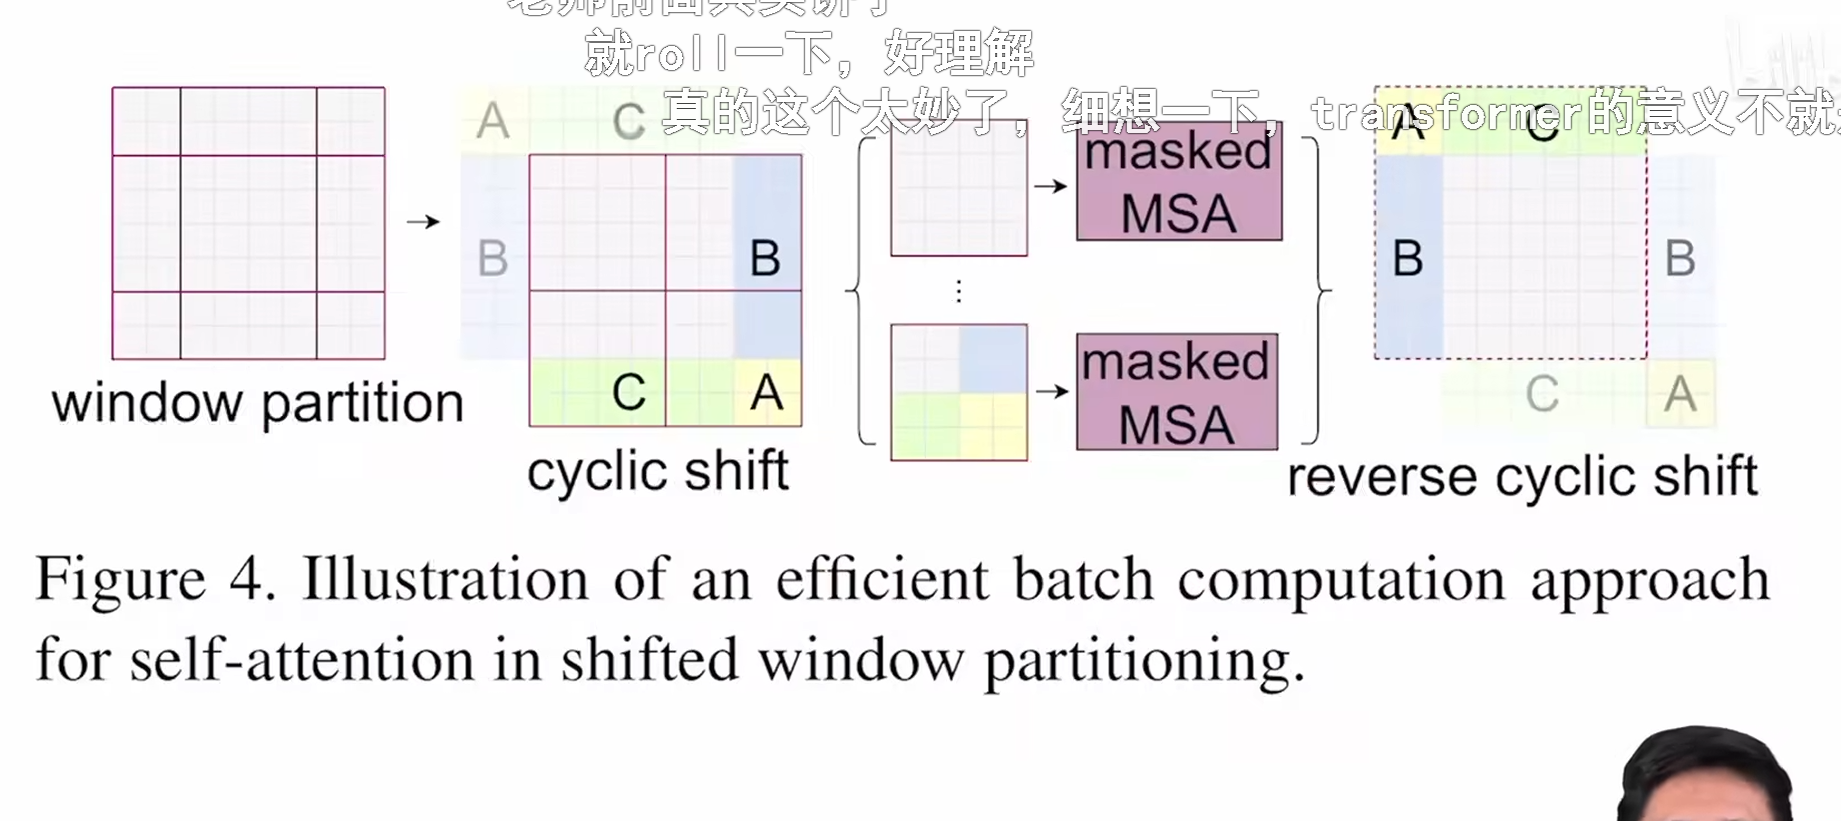 就roll一下，好理解
真的这个太妙了，细想一下，transformer的意义不就
A C
B B
C A
window partition
cyclic shift
masked
MSA
⋮
masked
MSA
A C
B B
C A
reverse cyclic shift
Figure 4. Illustration of an efficient batch computation approach
for self-attention in shifted window partitioning.